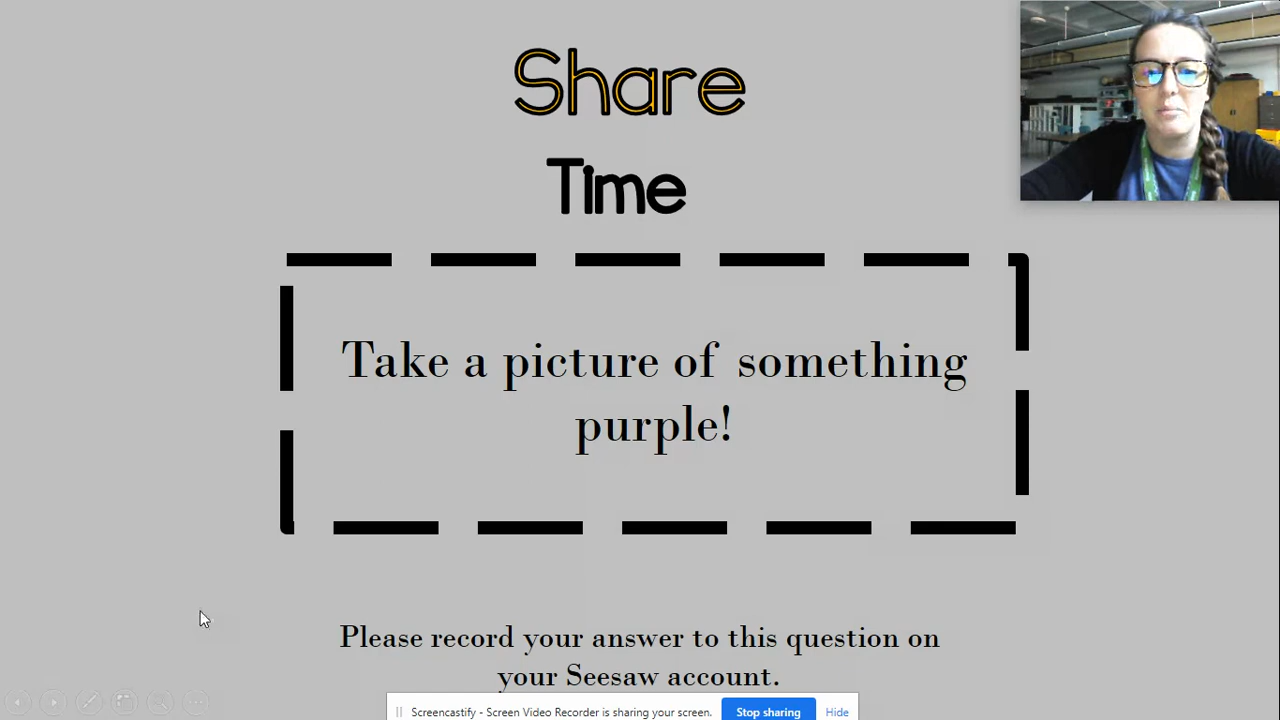 Share
Time
Take a picture of something
purple!
Please record your answer to this question on
your Seesaw account.
Screencastify - Screen Video Recorder is sharing your screen.
Stop sharing
Hide